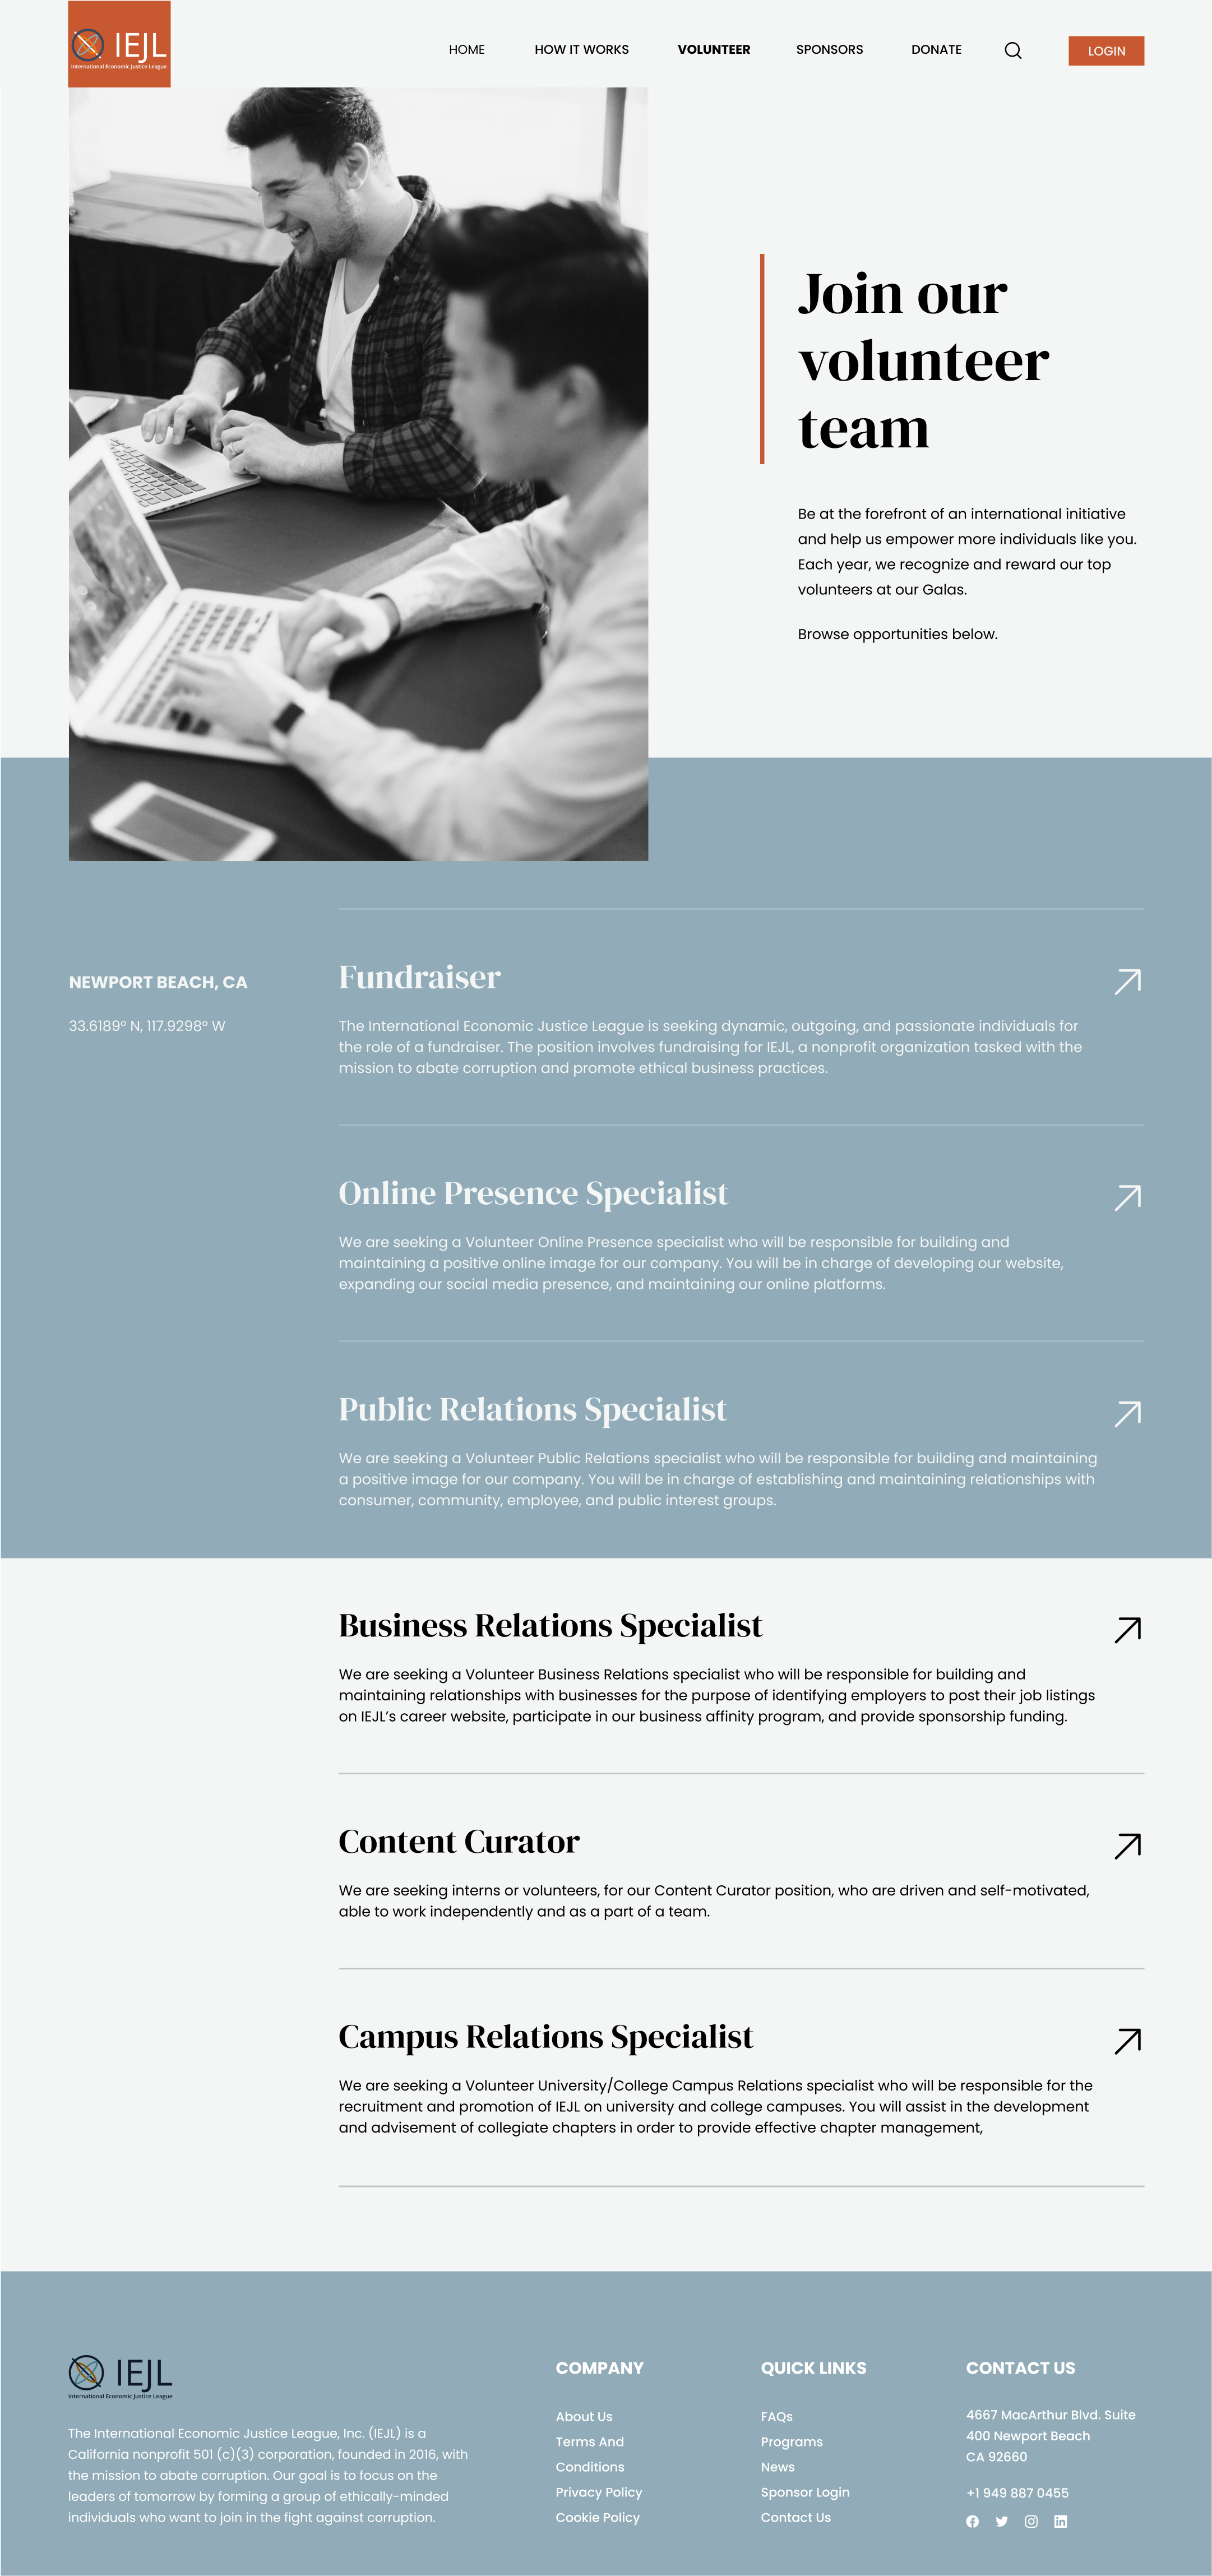 IEJL
International Economic Justice League
HOME
HOW IT WORKS
VOLUNTEER
SPONSORS
DONATE
LOGIN
Join our
volunteer
team
Be at the forefront of an international initiative
and help us empower more individuals like you.
Each year, we recognize and reward our top
volunteers at our Galas.
Browse opportunities below.
NEWPORT BEACH, CA
33.6189° N, 117.9298° W
Fundraiser
The International Economic Justice League is seeking dynamic, outgoing, and passionate individuals for
the role of a fundraiser. The position involves fundraising for IEJL, a nonprofit organization tasked with the
mission to abate corruption and promote ethical business practices.
Online Presence Specialist
We are seeking a Volunteer Online Presence specialist who will be responsible for building and
maintaining a positive online image for our company. You will be in charge of developing our website,
expanding our social media presence, and maintaining our online platforms.
Public Relations Specialist
We are seeking a Volunteer Public Relations specialist who will be responsible for building and maintaining
a positive image for our company. You will be in charge of establishing and maintaining relationships with
consumer, community, employee, and public interest groups.
Business Relations Specialist
We are seeking a Volunteer Business Relations specialist who will be responsible for building and
maintaining relationships with businesses for the purpose of identifying employers to post their job listings
on IEJL’s career website, participate in our business affinity program, and provide sponsorship funding.
Content Curator
We are seeking interns or volunteers, for our Content Curator position, who are driven and self-motivated,
able to work independently and as a part of a team.
Campus Relations Specialist
We are seeking a Volunteer University/College Campus Relations specialist who will be responsible for the
recruitment and promotion of IEJL on university and college campuses. You will assist in the development
and advisement of collegiate chapters in order to provide effective chapter management,
IEJL
International Economic Justice League
The International Economic Justice League, Inc. (IEJL) is a
California nonprofit 501 (c)(3) corporation, founded in 2016, with
the mission to abate corruption. Our goal is to focus on the
leaders of tomorrow by forming a group of ethically-minded
individuals who want to join in the fight against corruption.
COMPANY
About Us
Terms And
Conditions
Privacy Policy
Cookie Policy
QUICK LINKS
FAQs
Programs
News
Sponsor Login
Contact Us
CONTACT US
4667 MacArthur Blvd. Suite
400 Newport Beach
CA 92660
+1 949 887 0455